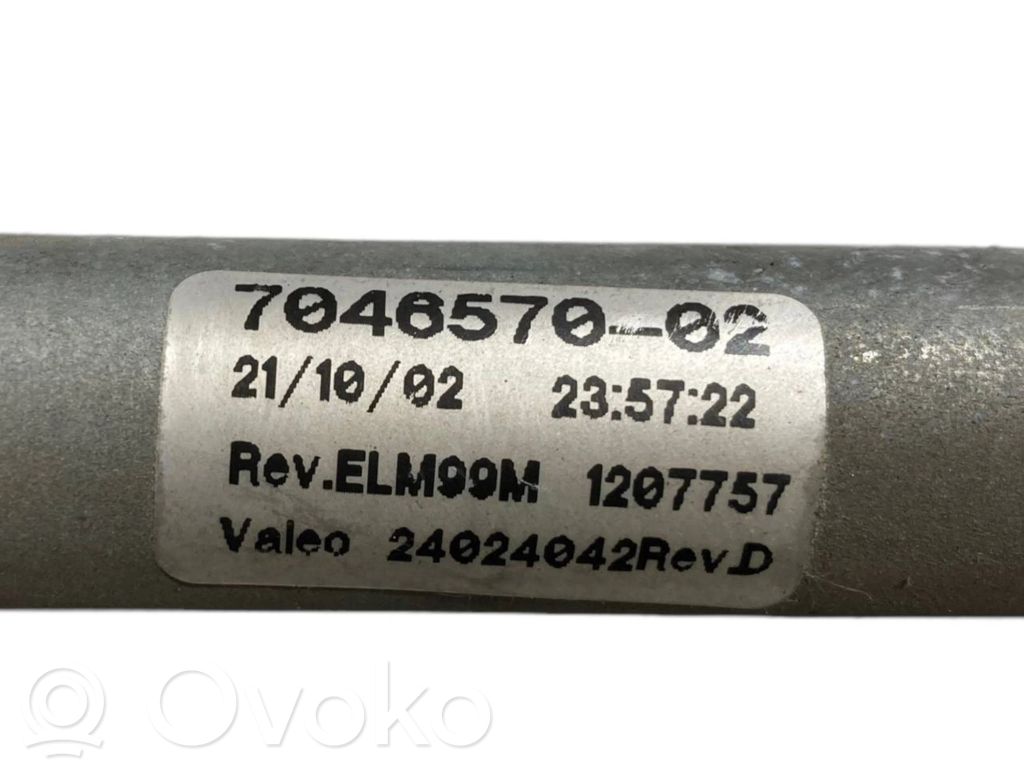 7046570-02
21/10/02 23:57:22
Rev.ELM99M 1207757
Valeo 24024042Rev.D
Ovoko